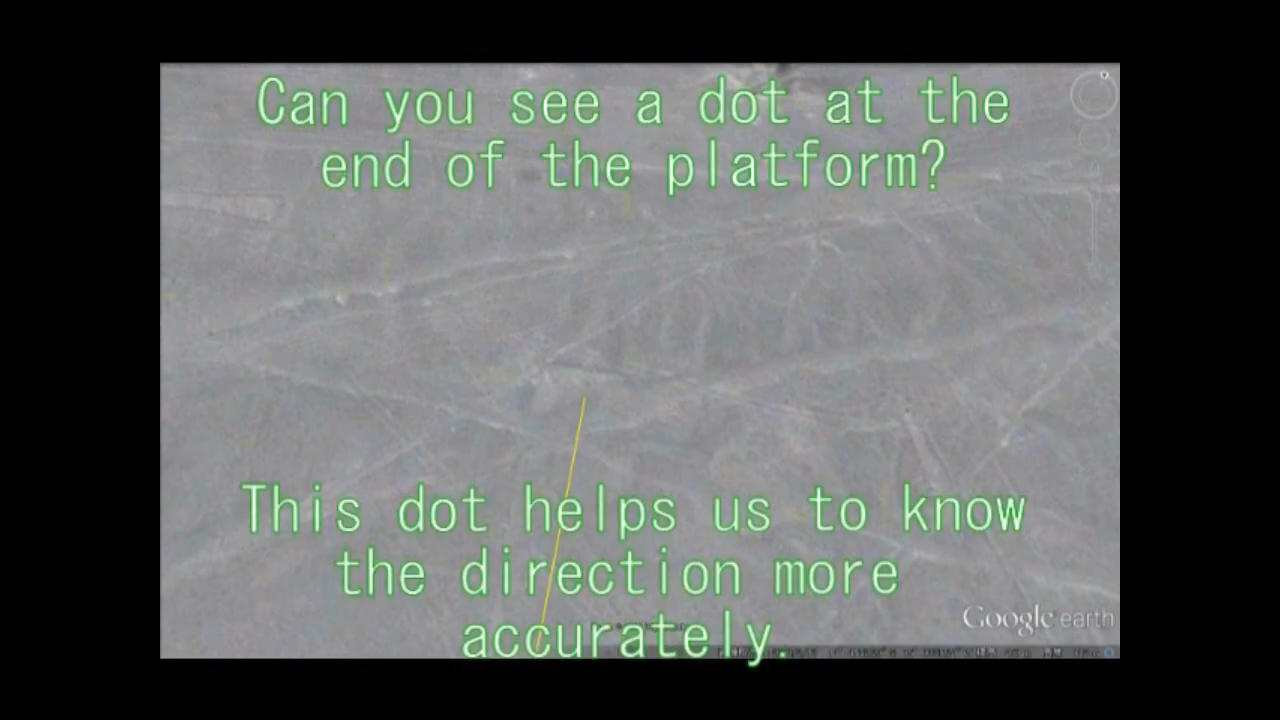 Can you see a dot at the
end of the platform?
This dot helps us to know
the direction more
accurately.
Google earth